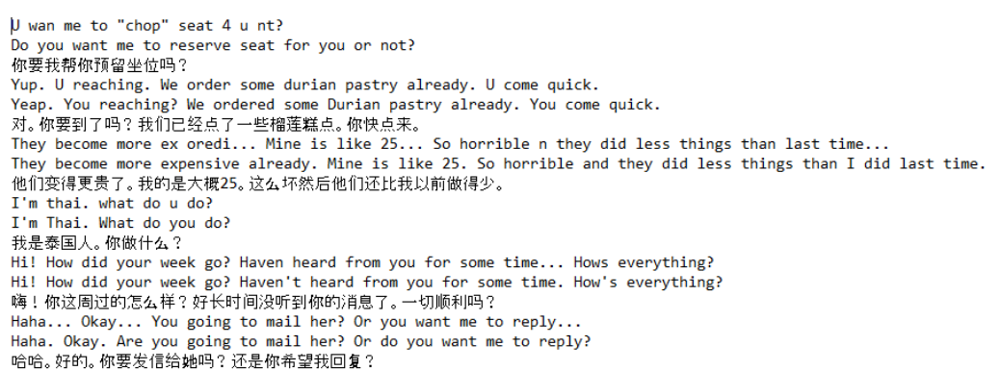 U wan me to "chop" seat 4 u nt?
Do you want me to reserve seat for you or not?
你要我帮你预留坐位吗？
Yup. U reaching. We order some durian pastry already. U come quick.
Yeap. You reaching? We ordered some Durian pastry already. You come quick.
对。你要到了吗？我们已经点了一些榴莲糕点。你快点来。
They become more ex oredi... Mine is like 25... So horrible n they did less things than last time...
They become more expensive already. Mine is like 25. So horrible and they did less things than I did last time.
他们变得更贵了。我的是大概25。这么坏然后他们还比我以前做得少。
I'm thai. what do u do?
I'm Thai. What do you do?
我是泰国人。你做什么？
Hi! How did your week go? Haven heard from you for some time... Hows everything?
Hi! How did your week go? Haven't heard from you for some time. How's everything?
嗨！你这周过的怎么样？好长时间没听到你的消息了。一切顺利吗？
Haha... Okay... You going to mail her? Or you want me to reply...
Haha. Okay. Are you going to mail her? Or do you want me to reply?
哈哈。好的。你要发信给她吗？还是你希望我回复？